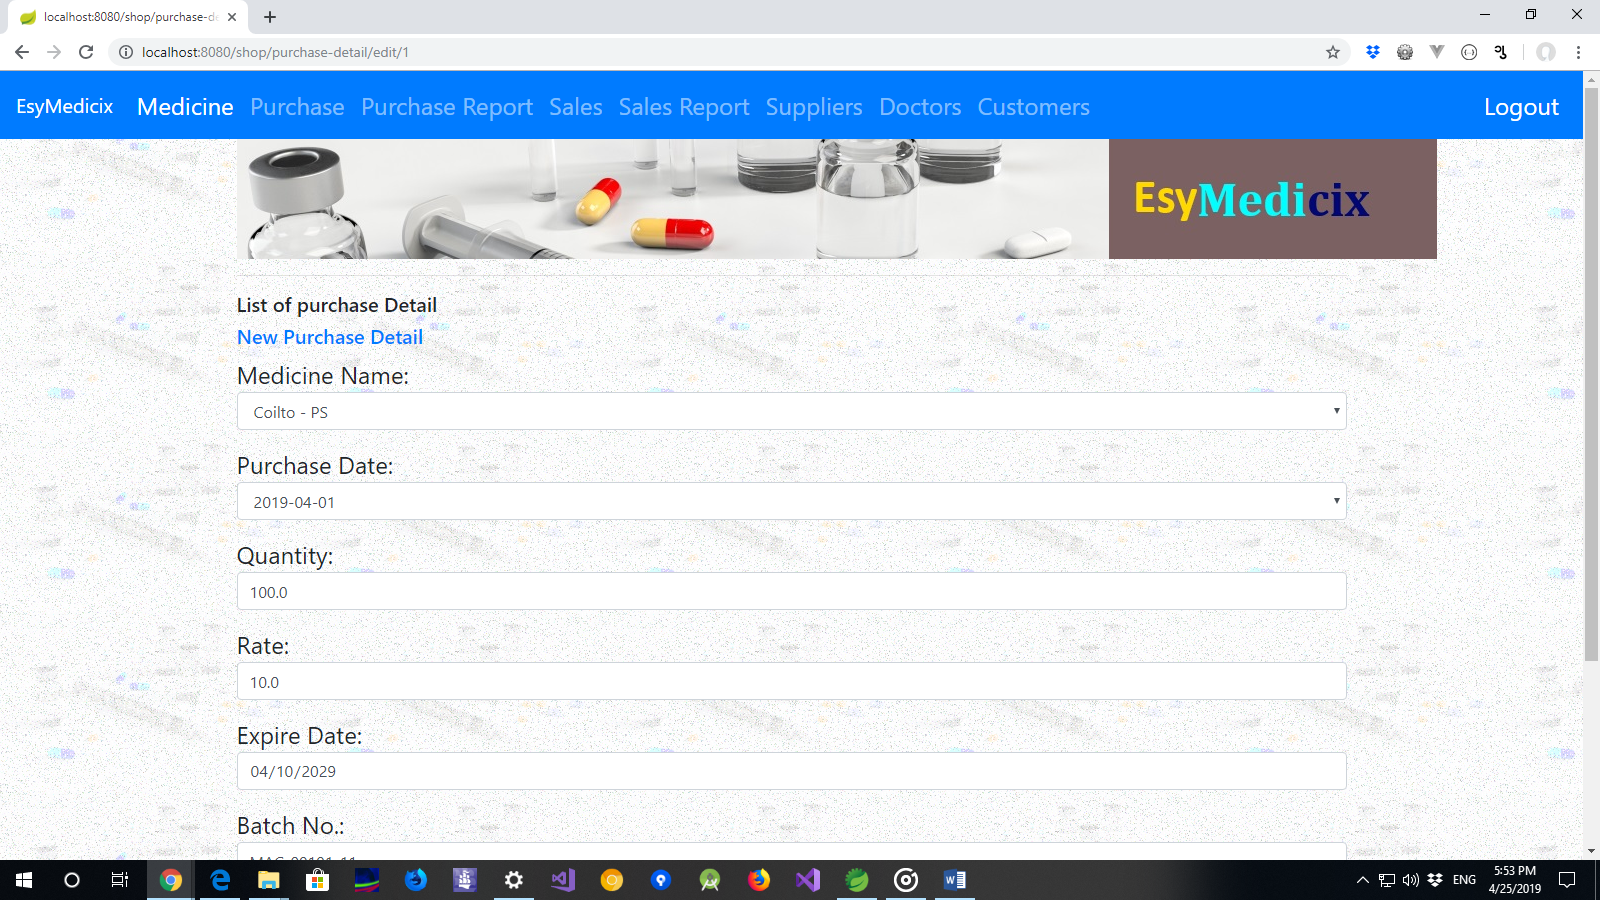 localhost:8080/shop/purchase-de
localhost:8080/shop/purchase-detail/edit/1
EsyMedicix Medicine Purchase Purchase Report Sales Sales Report Suppliers Doctors Customers Logout
EsyMedicix
List of purchase Detail
New Purchase Detail
Medicine Name:
Coilto - PS
Purchase Date:
2019-04-01
Quantity:
100.0
Rate:
10.0
Expire Date:
04/10/2029
Batch No.:
ENG
5:53 PM
4/25/2019